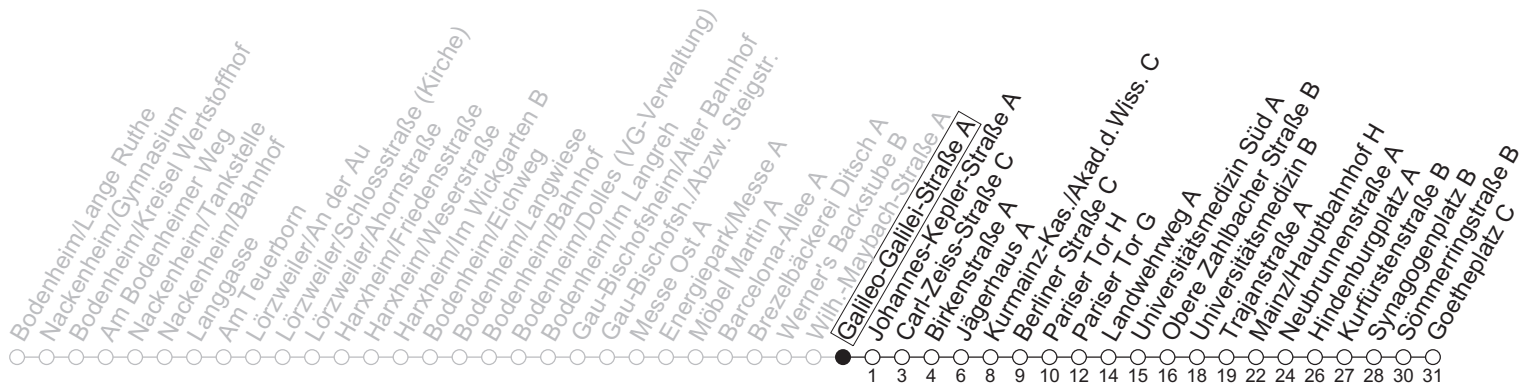 Bodenheim/Lange Ruthe
Nackenheim/Gymnasium
Bodenheim/Kreisel Wertstoffhof
Am Bodenheimer Weg
Nackenheim/Tankstelle
Nackenheim/Bahnhof
Langgasse
Am Teuerborn
Lörzweiler/An der Au
Lörzweiler/Schlossstraße (Kirche)
Lörzweiler/Ahornstraße
Harxheim/Friedensstraße
Harxheim/Weserstraße
Harxheim/Im Wickgarten B
Bodenheim/Eichweg
Bodenheim/Langwiese
Bodenheim/Bahnhof
Bodenheim/Dolles (VG-Verwaltung)
Bodenheim/Im Langreh
Gau-Bischofsheim/Alter Bahnhof
Gau-Bischofsh./Abzw. Steigstr.
Messe Ost A
Energiepark/Messe A
Möbel Martin A
Barcelona-Allee A
Brezelbäckerei Ditsch A
Werner's Backstube B
Wilh.-Maybach-Straße A
Galileo-Galilei-Straße A
Johannes-Kepler-Straße A
Carl-Zeiss-Straße C
Birkenstraße A
Jägerhaus A
Kurmainz-Kas./Akad.d.Wiss. C
Berliner Straße C
Pariser Tor H
Pariser Tor G
Landwehrweg A
Universitätsmedizin Süd A
Obere Zahlbacher Straße B
Universitätsmedizin B
Trajanstraße A
Mainz/Hauptbahnhof H
Neubrunnenstraße A
Hindenburgplatz A
Kurfürstenstraße B
Synagogenplatz B
Sömmerringstraße B
Goetheplatz C
1 3 4 6 8 9 10 12 14 15 16 18 19 22 24 26 27 28 30 31